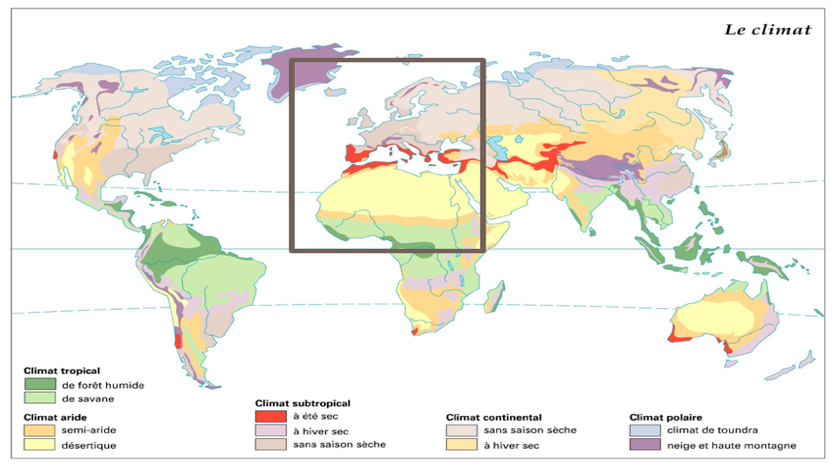 Le climat
Climat tropical
de forêt humide
de savane
Climat aride
semi-aride
désertique
Climat subtropical
à été sec
à hiver sec
sans saison sèche
Climat continental
sans saison sèche
à hiver sec
Climat polaire
climat de toundra
neige et haute montagne